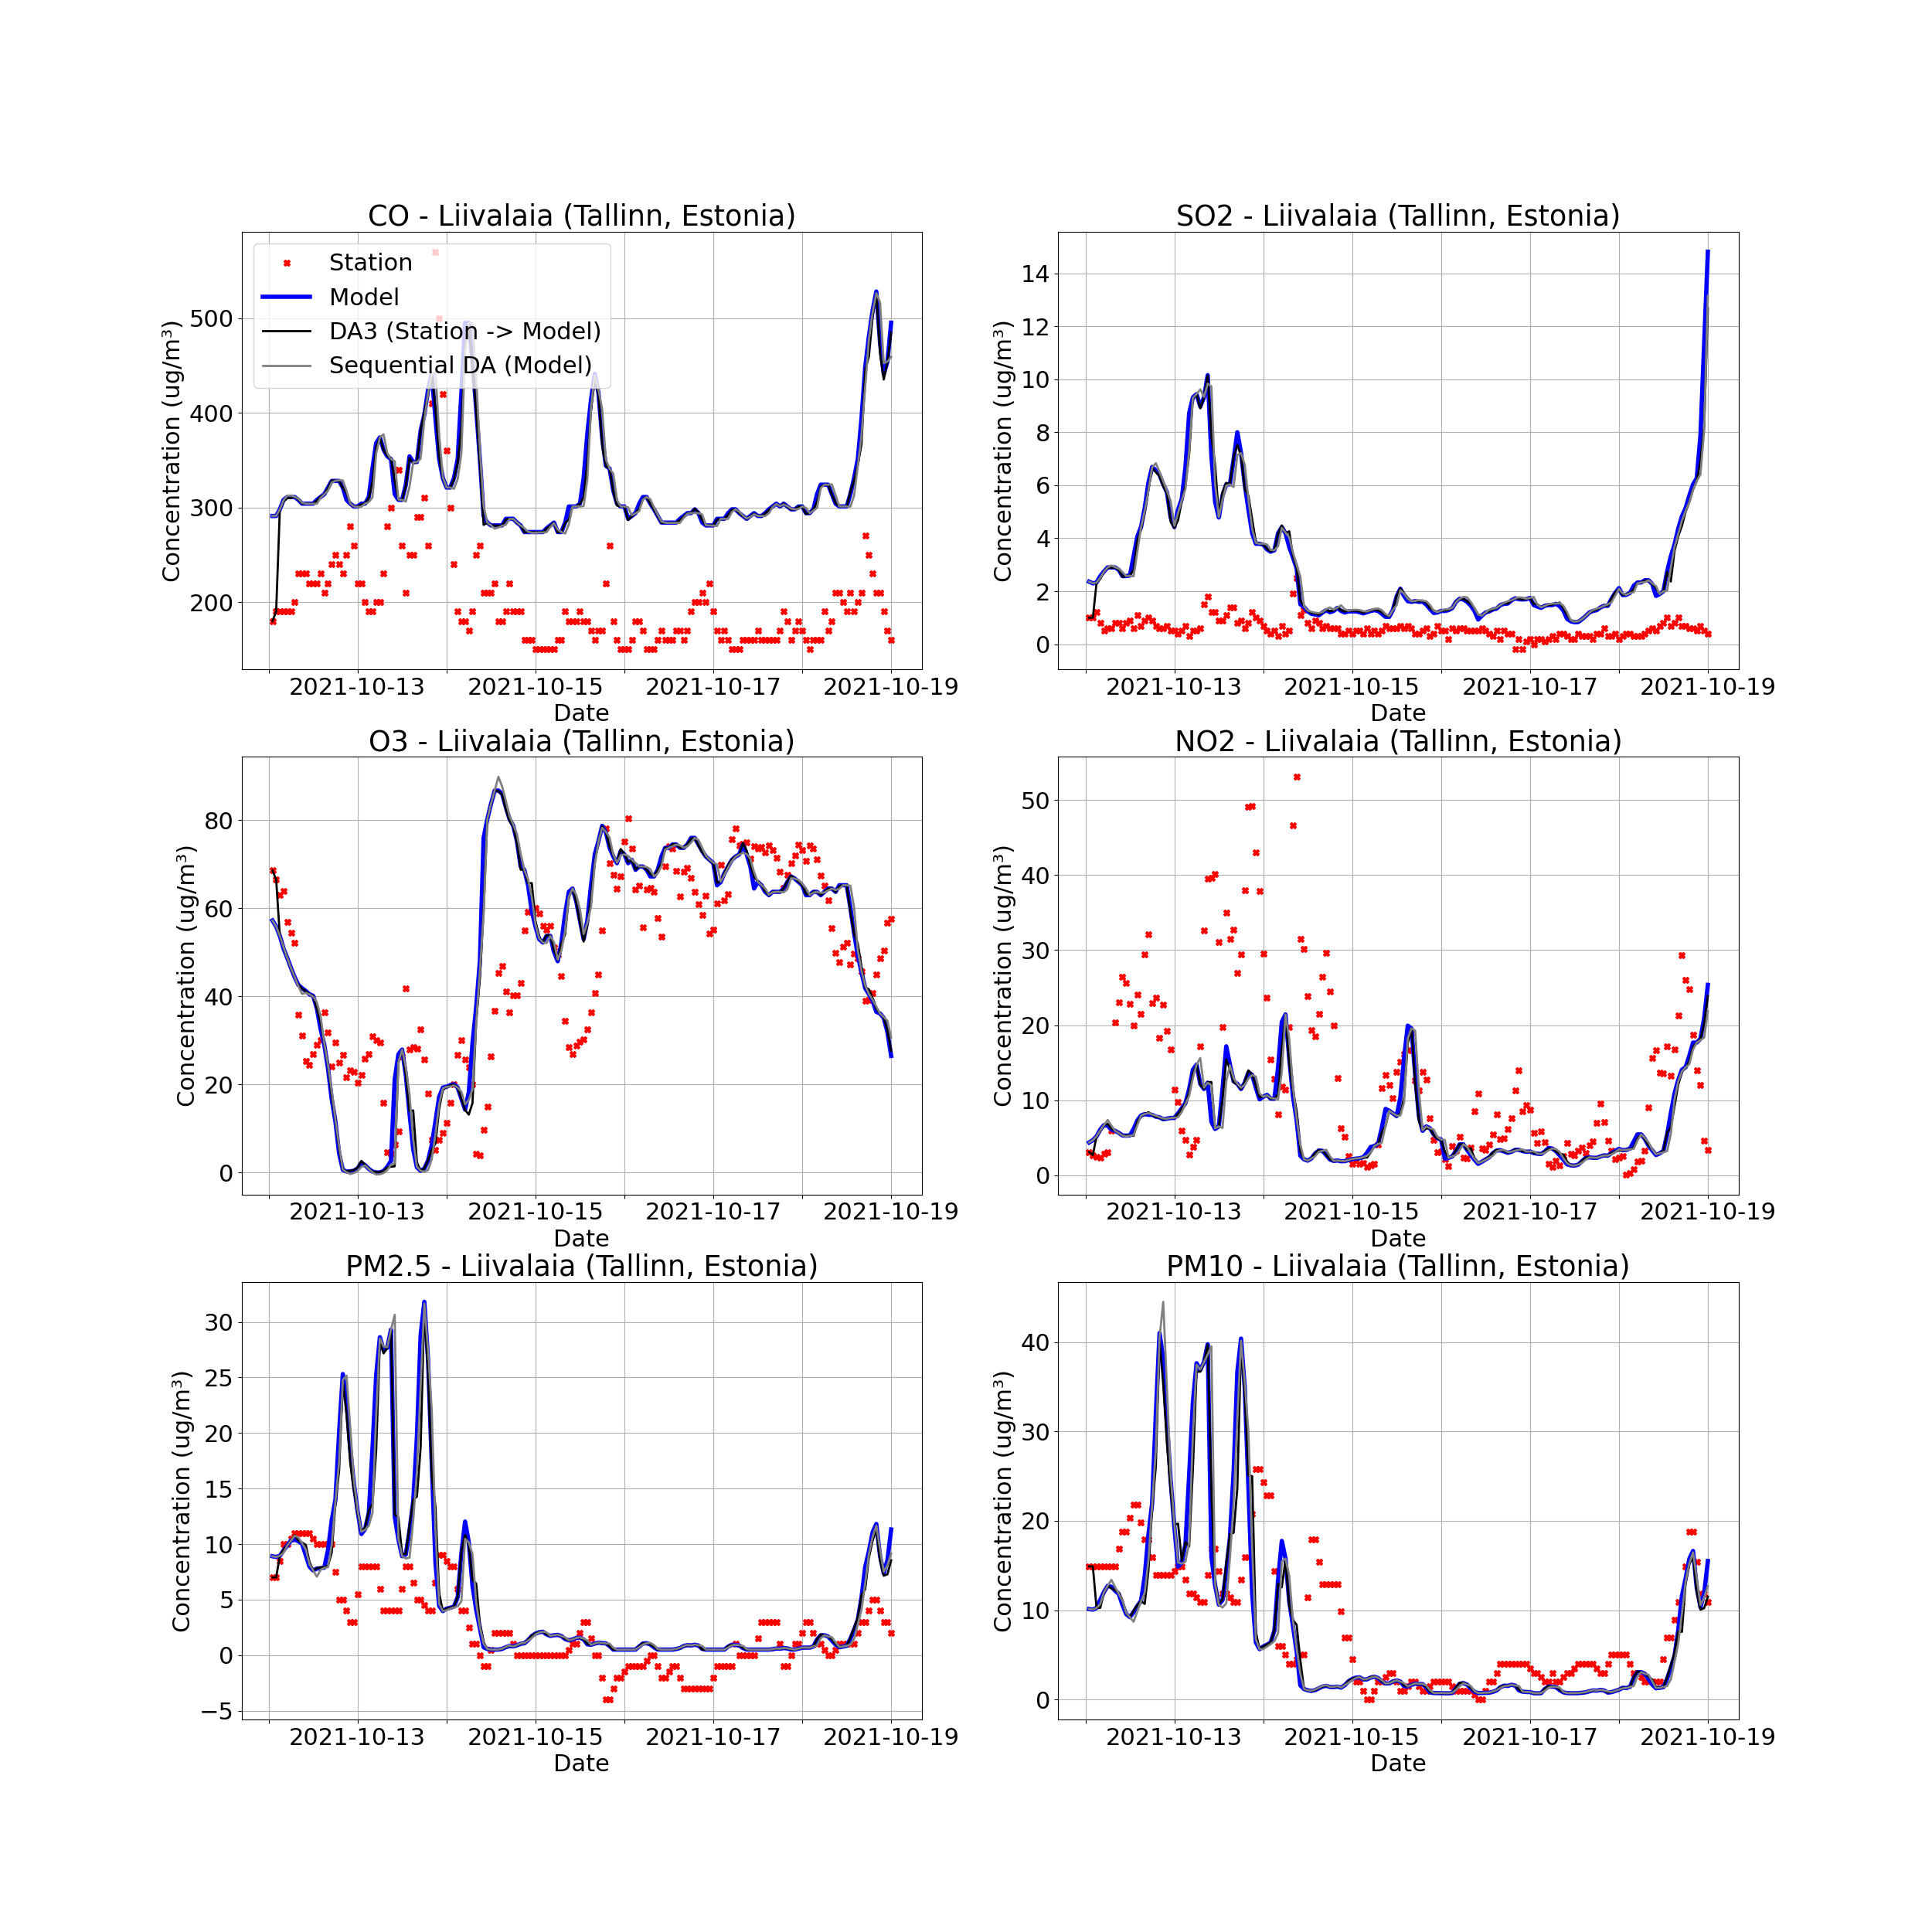 CO - Liivalaia (Tallinn, Estonia)
Concentration (ug/m³)
500
400
300
200
Station
Model
DA3 (Station -> Model)
Sequential DA (Model)
2021-10-13 2021-10-15 2021-10-17 2021-10-19
Date
SO2 - Liivalaia (Tallinn, Estonia)
Concentration (ug/m³)
14
12
10
8
6
4
2
0
2021-10-13 2021-10-15 2021-10-17 2021-10-19
Date
O3 - Liivalaia (Tallinn, Estonia)
Concentration (ug/m³)
80
60
40
20
0
2021-10-13 2021-10-15 2021-10-17 2021-10-19
Date
NO2 - Liivalaia (Tallinn, Estonia)
Concentration (ug/m³)
50
40
30
20
10
0
2021-10-13 2021-10-15 2021-10-17 2021-10-19
Date
PM2.5 - Liivalaia (Tallinn, Estonia)
Concentration (ug/m³)
30
25
20
15
10
5
0
−5
2021-10-13 2021-10-15 2021-10-17 2021-10-19
Date
PM10 - Liivalaia (Tallinn, Estonia)
Concentration (ug/m³)
40
30
20
10
0
2021-10-13 2021-10-15 2021-10-17 2021-10-19
Date